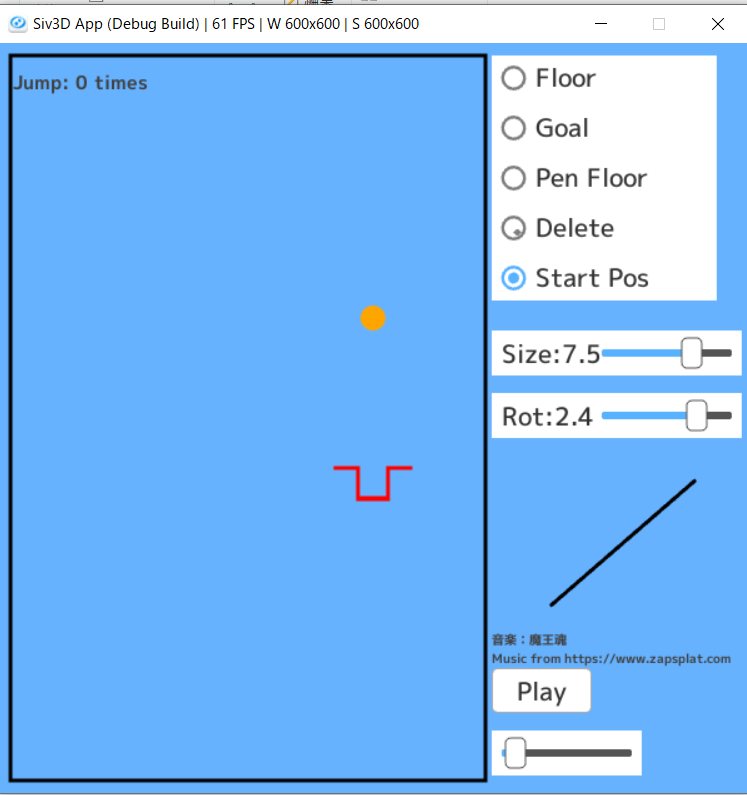 Siv3D App (Debug Build) | 61 FPS | W 600x600 | S 600x600
Jump: 0 times
Floor
Goal
Pen Floor
Delete
Start Pos
Size:7.5
Rot:2.4
音楽：魔王魂
Music from https://www.zapsplat.com
Play